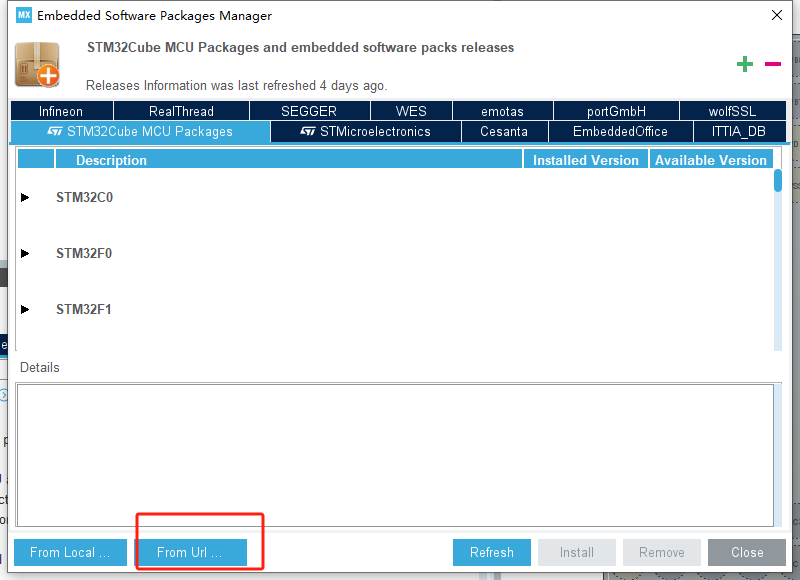 MX Embedded Software Packages Manager
STM32Cube MCU Packages and embedded software packs releases
Releases Information was last refreshed 4 days ago.
Infineon RealThread SEGGER WES emotas portGmbH wolfSSL
STM32Cube MCU Packages STMicroelectronics Cesanta EmbeddedOffice ITTIA_DB
Description Installed Version Available Version
STM32C0
STM32F0
STM32F1
Details
From Local ... From Url ... Refresh Install Remove Close